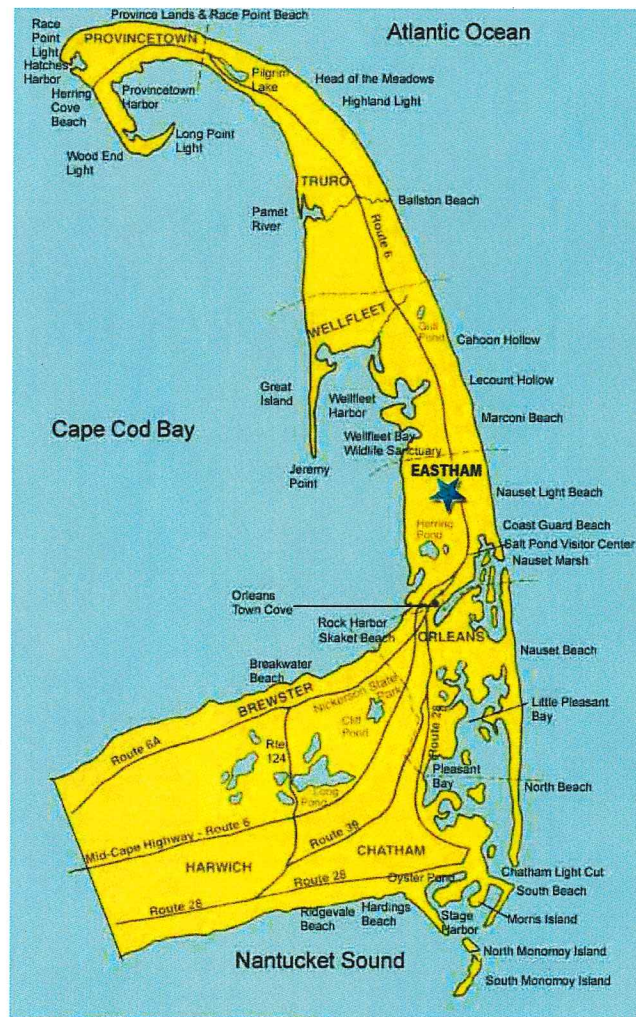 Province Lands & Race Point Beach
Race
Point
Light
Hatches
Harbor
PROVINCETOWN
Atlantic Ocean
Pilgrim
Lake
Head of the Meadows
Herring
Cove
Beach
Provincetown
Harbor
Highland Light
Long Point
Light
Wood End
Light
TRURO
Ballston Beach
Pamet
River
Route 6
WELLFLEET
Gull
Pond
Cahoon Hollow
Great
Island
Wellfleet
Harbor
Lecount Hollow
Marconi Beach
Cape Cod Bay
Wellfleet Bay
Wildlife Sanctuary
Jeremy
Point
EASTHAM
Nauset Light Beach
Herring
Pond
Coast Guard Beach
Salt Pond Visitor Center
Nauset Marsh
Orleans
Town Cove
Rock Harbor
Skaket Beach
ORLEANS
Nauset Beach
Breakwater
Beach
BREWSTER
Nickerson State
Park
Cliff
Pond
Route 28
Little Pleasant
Bay
Route 6A
Rte
124
Pleasant
Bay
Long
Pond
North Beach
Mid-Cape Highway - Route 6
Route 39
HARWICH
CHATHAM
Chatham Light Cut
Route 28
Oyster Pond
South Beach
Route 28
Ridgevale
Beach
Hardings
Beach
Stage
Harbor
Morris Island
Nantucket Sound
North Monomoy Island
South Monomoy Island